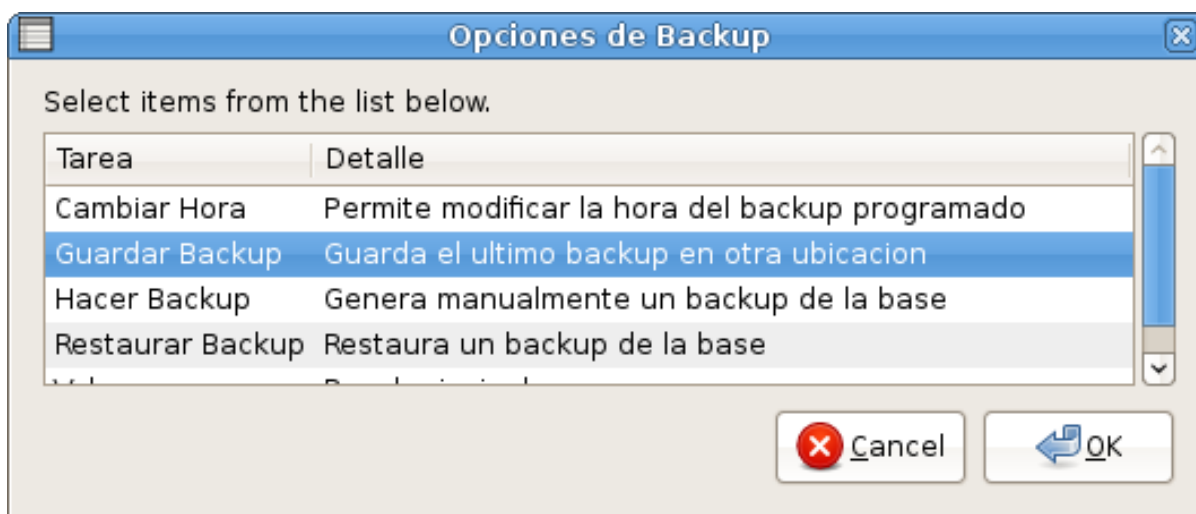 Opciones de Backup
Select items from the list below.
Tarea Detalle
Cambiar Hora Permite modificar la hora del backup programado
Guardar Backup Guarda el ultimo backup en otra ubicacion
Hacer Backup Genera manualmente un backup de la base
Restaurar Backup Restaura un backup de la base
Cancel OK